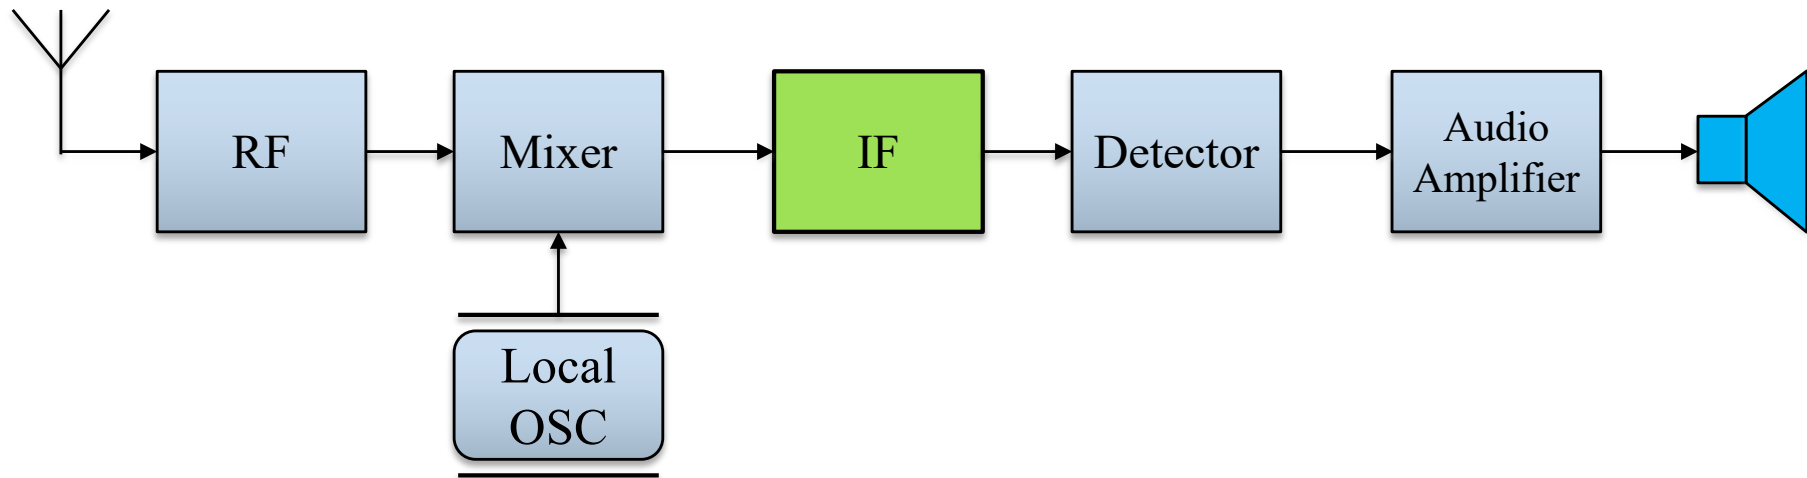 RF
Mixer
IF
Detector
Audio
Amplifier
Local
OSC